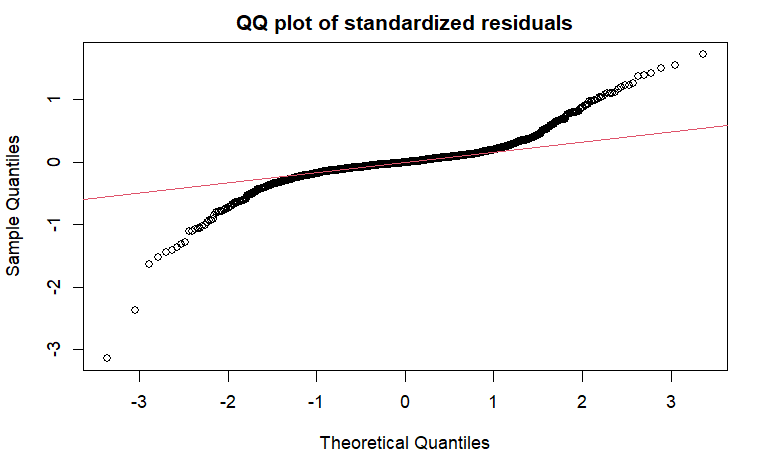 QQ plot of standardized residuals
Sample Quantiles
1
0
-1
-2
-3
-3 -2 -1 0 1 2 3
Theoretical Quantiles